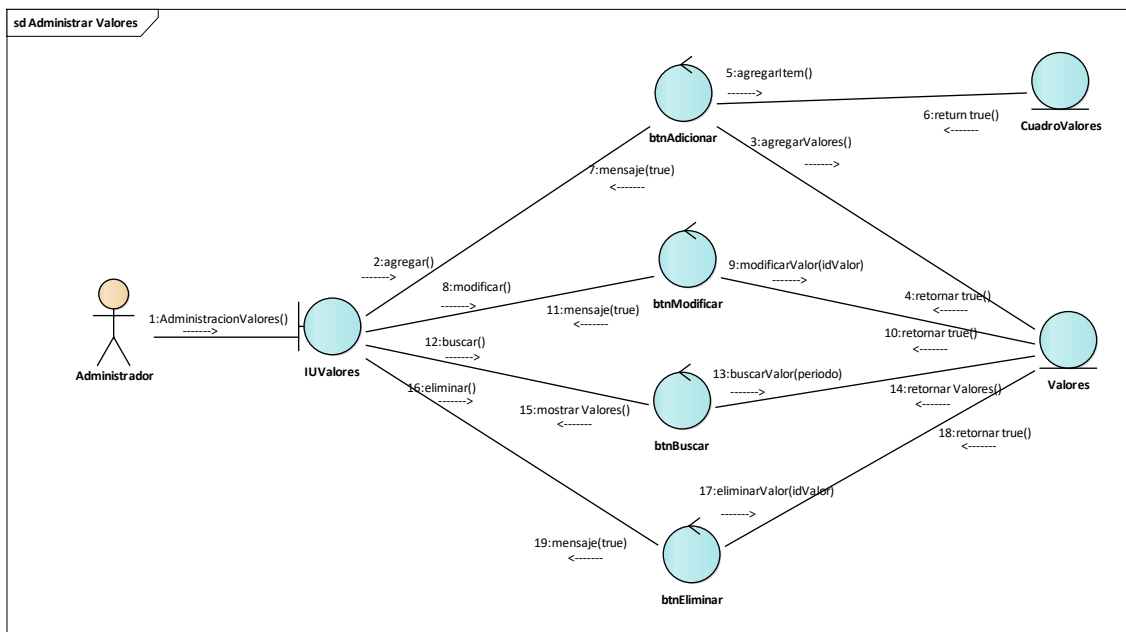 sd Administrar Valores
5:agregarItem()
------->
6:return true()
<-------
btnAdicionar
CuadroValores
3:agregarValores()
------->
7:mensaje(true)
<-------
2:agregar()
------->
8:modificar()
------->
9:modificarValor(idValor)
------->
btnModificar
11:mensaje(true)
<-------
4:retornar true()
<-------
1:AdministracionValores()
------->
10:retornar true()
<-------
12:buscar()
------->
Administrador
IUValores
13:buscarValor(periodo)
------->
Valores
16:eliminar()
------->
14:retornar Valores()
<-------
15:mostrar Valores()
<-------
btnBuscar
18:retornar true()
<-------
17:eliminarValor(idValor)
------->
19:mensaje(true)
<-------
btnEliminar